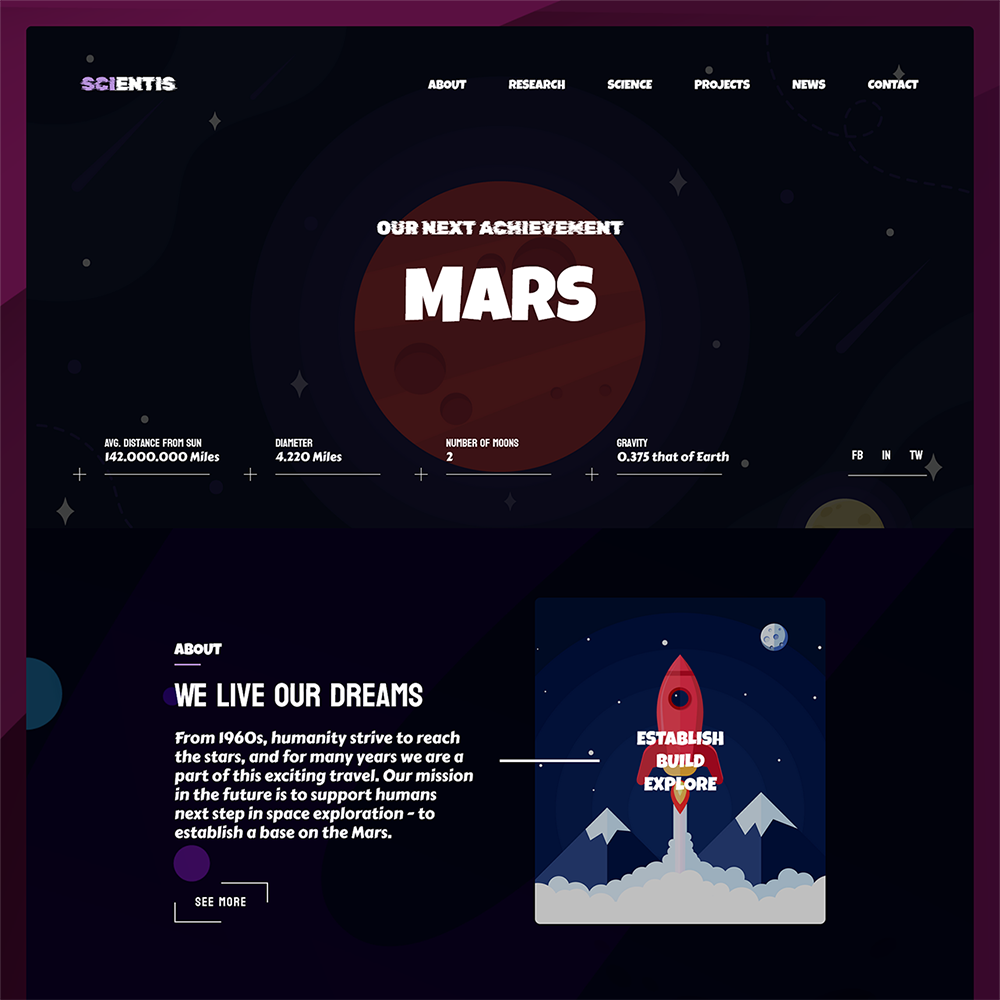 SCIENTIS
ABOUT RESEARCH SCIENCE PROJECTS NEWS CONTACT
OUR NEXT ACHIEVEMENT
MARS
AVG. DISTANCE FROM SUN
142.000.000 Miles
DIAMETER
4.220 Miles
NUMBER OF MOONS
2
GRAVITY
0.375 that of Earth
FB IN TW
ABOUT
WE LIVE OUR DREAMS
From 1960s, humanity strive to reach
the stars, and for many years we are a
part of this exciting travel. Our mission
in the future is to support humans
next step in space exploration - to
establish a base on the Mars.
SEE MORE
ESTABLISH
BUILD
EXPLORE